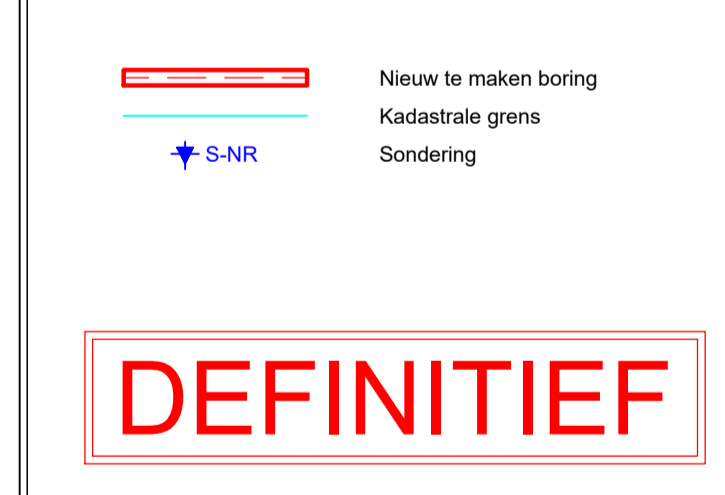 Nieuw te maken boring
Kadastrale grens
S-NR Sondering
DEFINITIEF